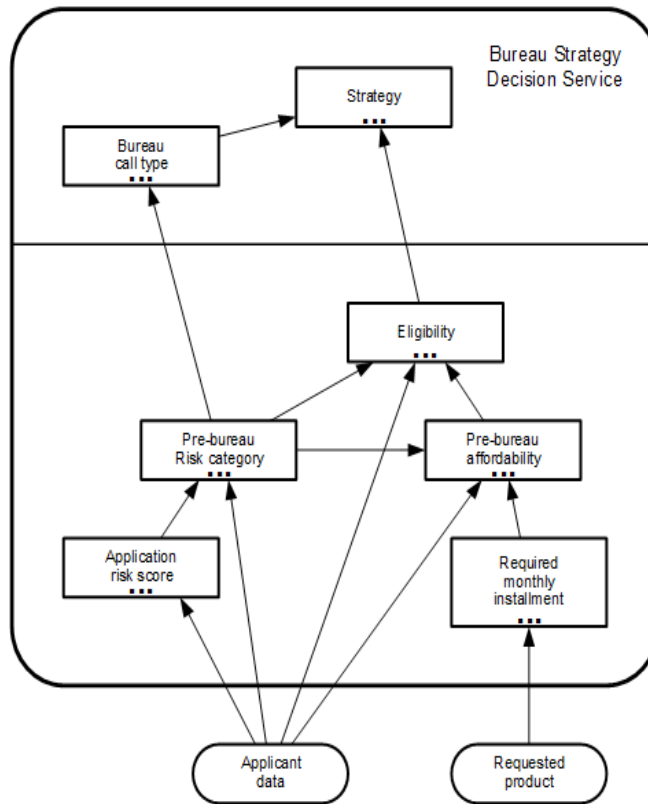 Bureau Strategy
Decision Service
Strategy
...
Bureau
call type
...
Eligibility
...
Pre-bureau
Risk category
...
Pre-bureau
affordability
...
Application
risk score
...
Required
monthly
installment
...
Applicant
data
Requested
product